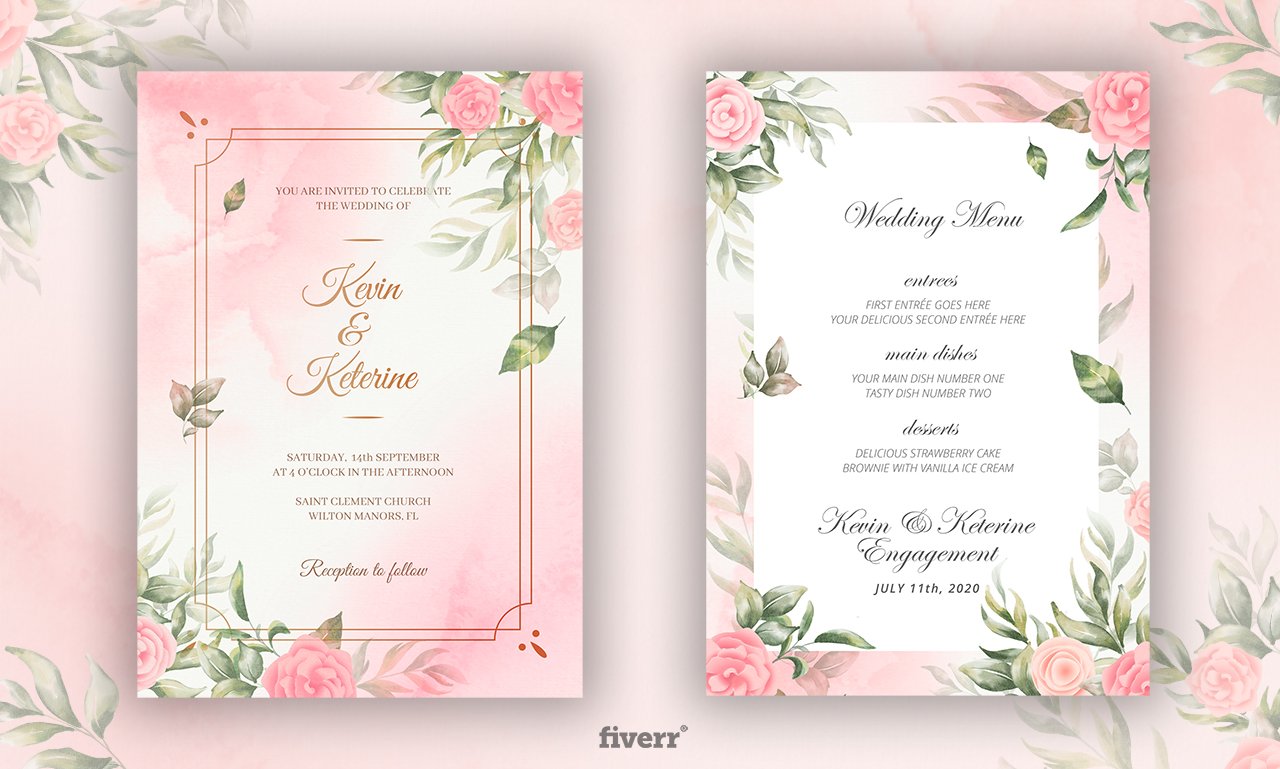 YOU ARE INVITED TO CELEBRATE
THE WEDDING OF
Kevin
&
Keterine
SATURDAY, 14th SEPTEMBER
AT 4 O'CLOCK IN THE AFTERNOON
SAINT CLEMENT CHURCH
WILTON MANORS, FL
Reception to follow
Wedding Menu
entrees
FIRST ENTRÉE GOES HERE
YOUR DELICIOUS SECOND ENTRÉE HERE
main dishes
YOUR MAIN DISH NUMBER ONE
TASTY DISH NUMBER TWO
desserts
DELICIOUS STRAWBERRY CAKE
BROWNIE WITH VANILLA ICE CREAM
Kevin & Keterine
Engagement
JULY 11th, 2020
fiverr®